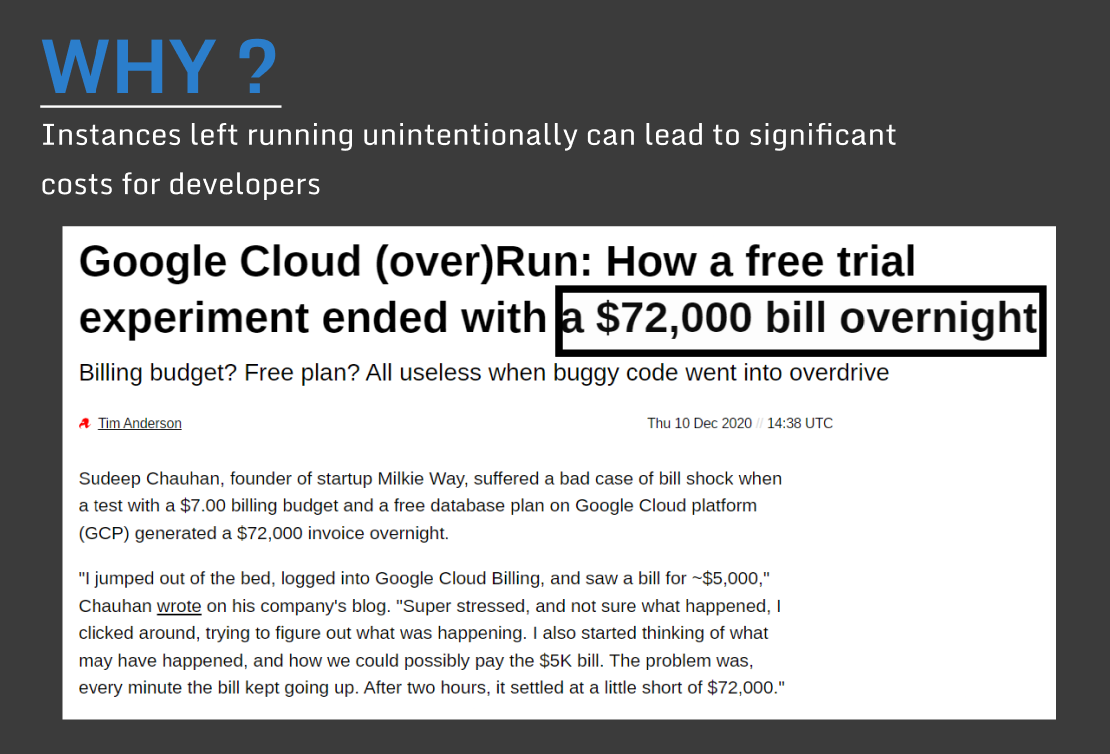 WHY ?
Instances left running unintentionally can lead to significant
costs for developers
Google Cloud (over)Run: How a free trial
experiment ended with a $72,000 bill overnight
Billing budget? Free plan? All useless when buggy code went into overdrive
Tim Anderson
Thu 10 Dec 2020 // 14:38 UTC
Sudeep Chauhan, founder of startup Milkie Way, suffered a bad case of bill shock when
a test with a $7.00 billing budget and a free database plan on Google Cloud platform
(GCP) generated a $72,000 invoice overnight.
"I jumped out of the bed, logged into Google Cloud Billing, and saw a bill for ~$5,000,"
Chauhan wrote on his company's blog. "Super stressed, and not sure what happened, I
clicked around, trying to figure out what was happening. I also started thinking of what
may have happened, and how we could possibly pay the $5K bill. The problem was,
every minute the bill kept going up. After two hours, it settled at a little short of $72,000."